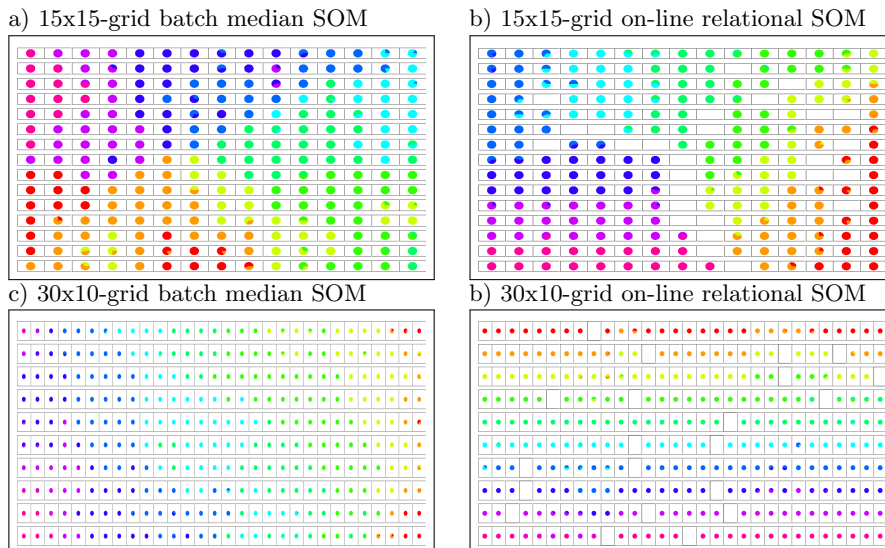 a) 15x15-grid batch median SOM
b) 15x15-grid on-line relational SOM
c) 30x10-grid batch median SOM
b) 30x10-grid on-line relational SOM